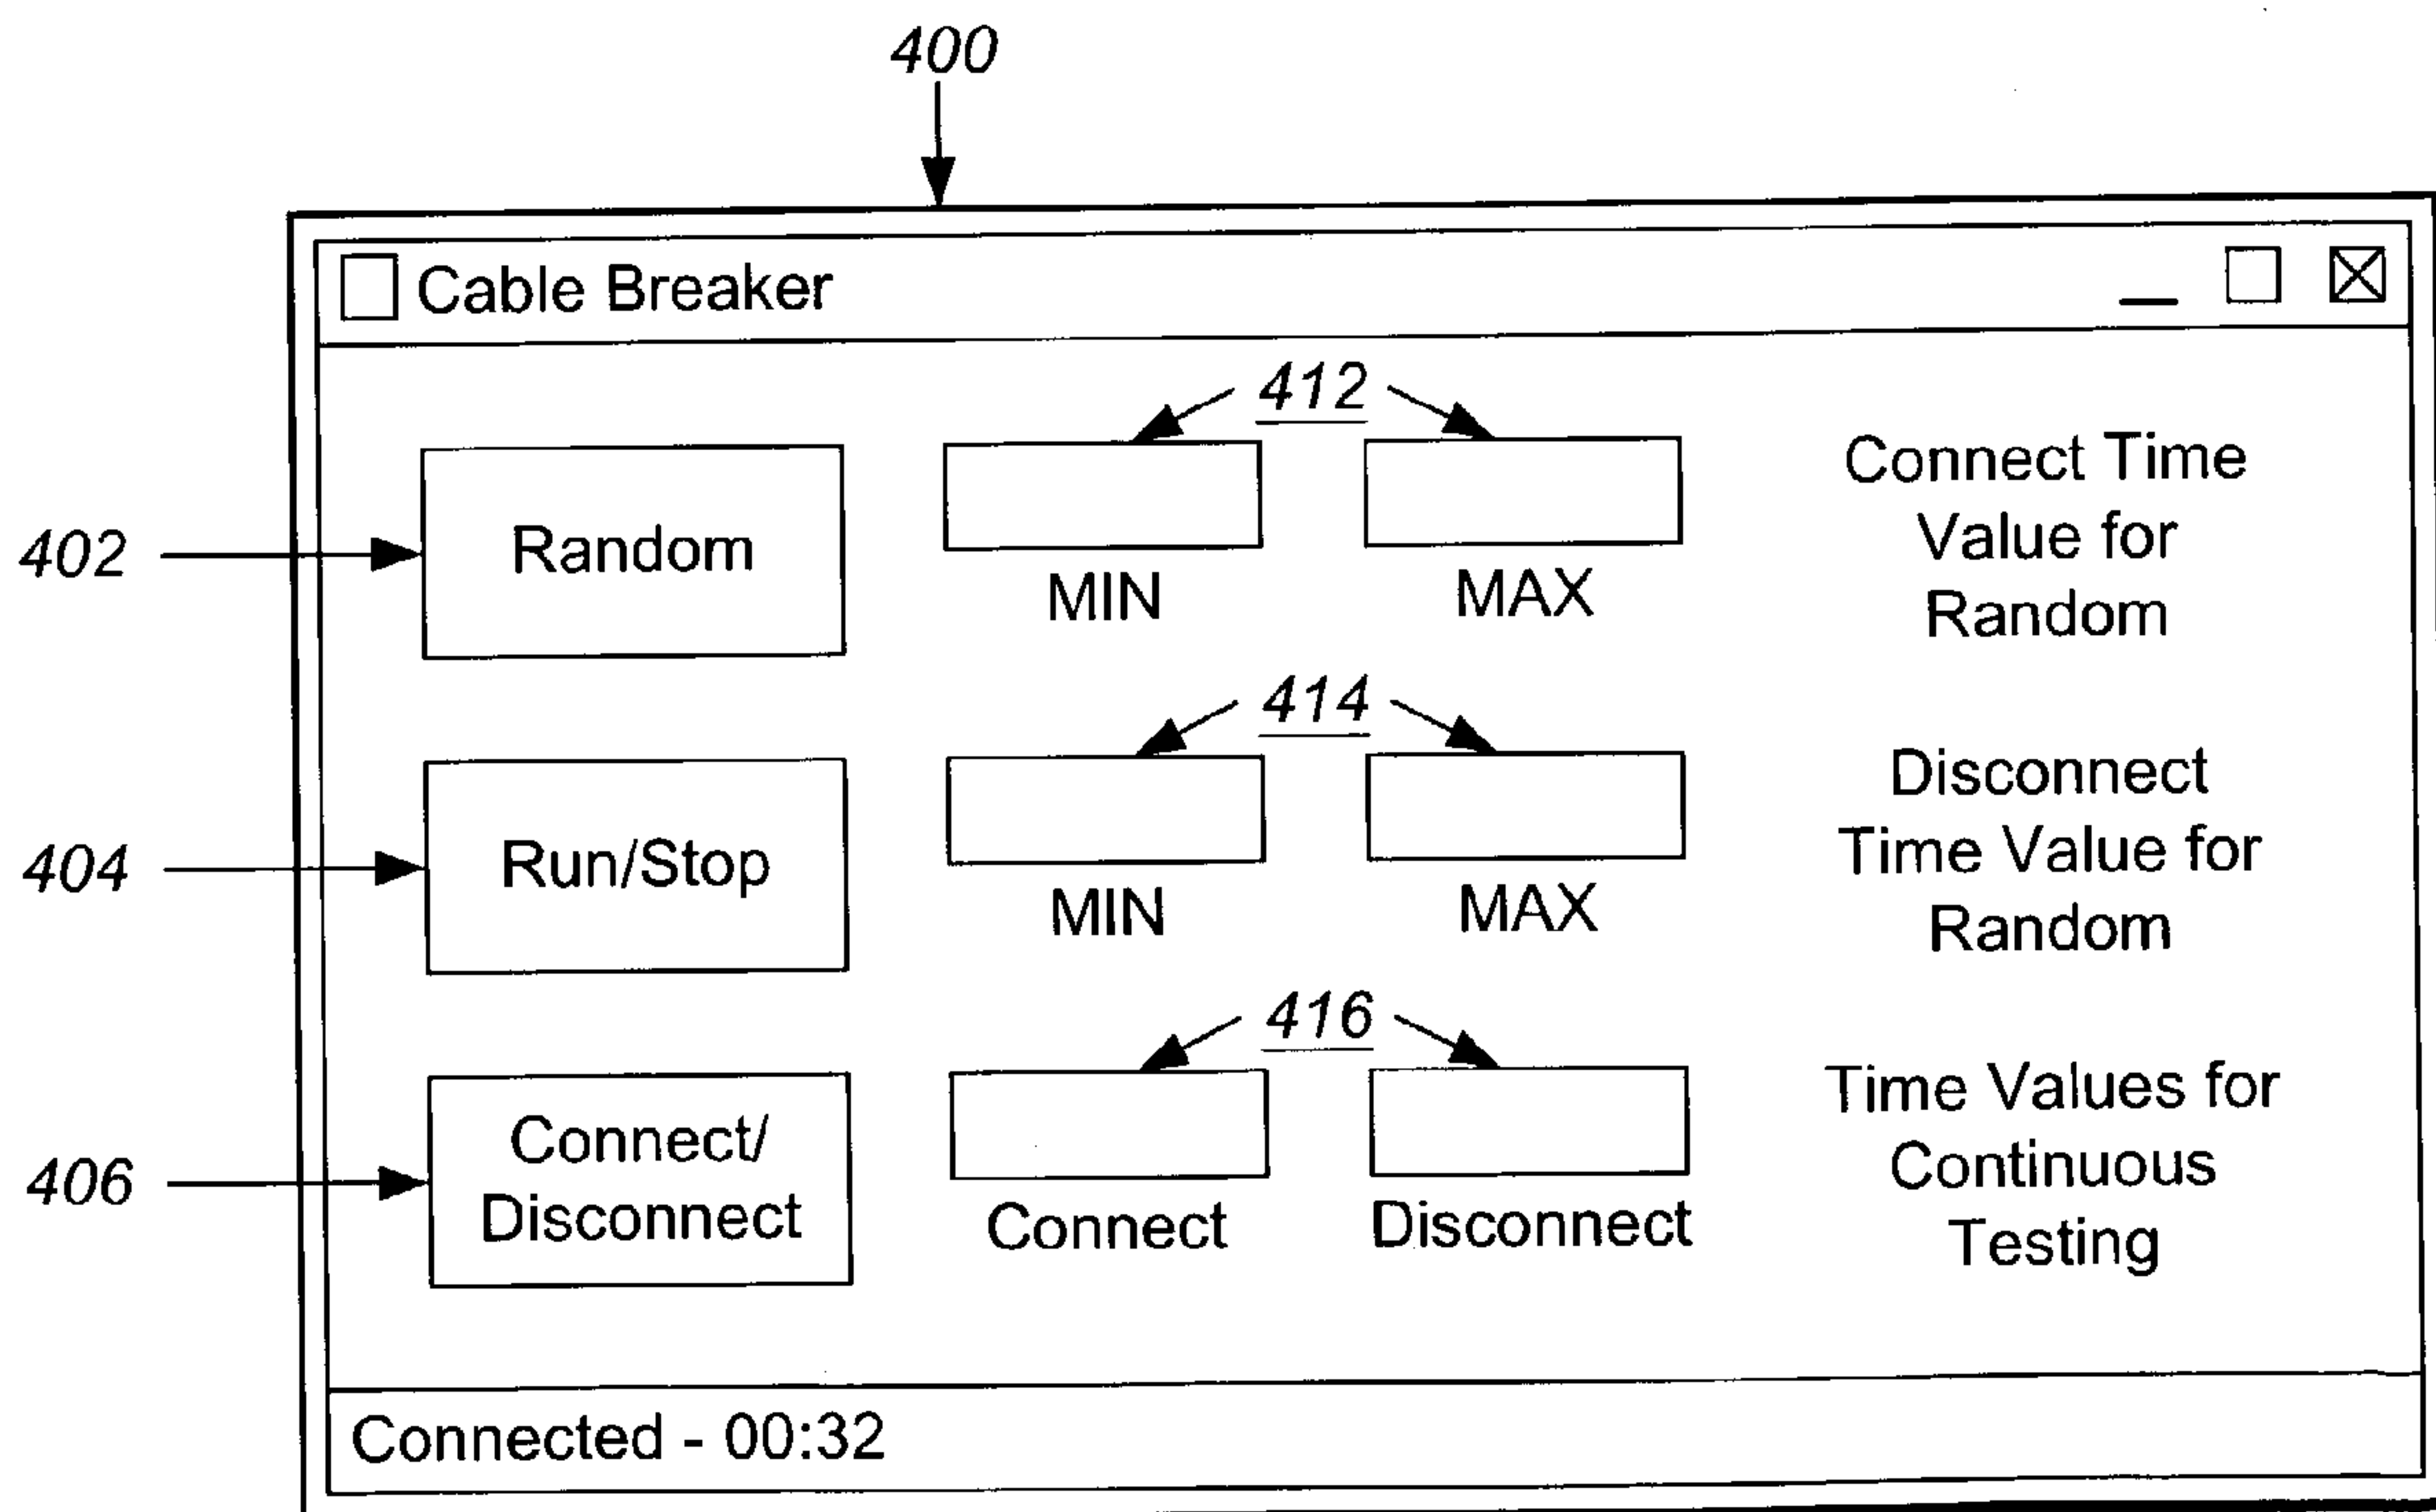 400
Cable Breaker
412
402
Random
MIN
MAX
Connect Time
Value for
Random
414
404
Run/Stop
MIN
MAX
Disconnect
Time Value for
Random
416
406
Connect/
Disconnect
Connect
Disconnect
Time Values for
Continuous
Testing
Connected - 00:32